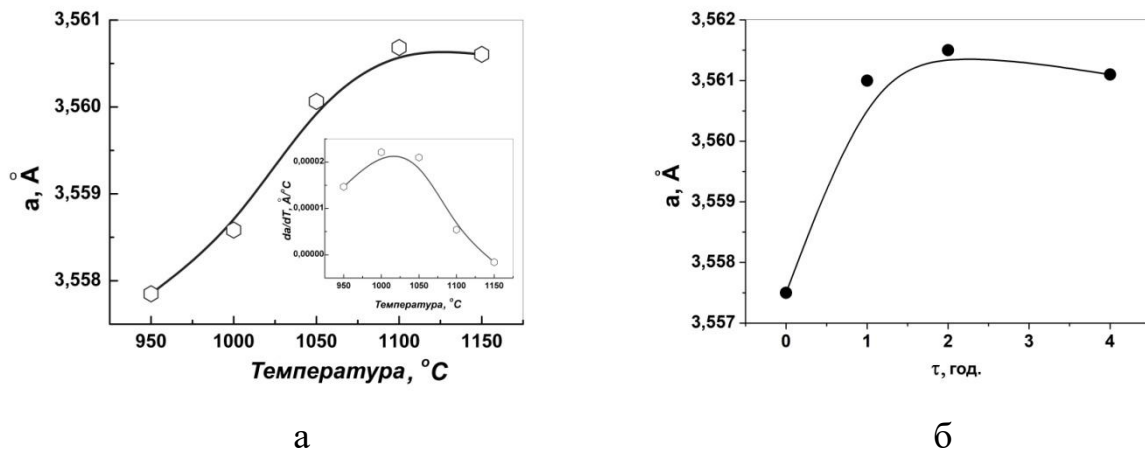 3,561
3,560
3,559
3,558
a, Å
950 1000 1050 1100 1150
Температура, °C
0,00002
0,00001
0,00000
da/dT, Å/°C
950 1000 1050 1100 1150
Температура, °C
а
3,562
3,561
3,560
3,559
3,558
3,557
a, Å
0 1 2 3 4
τ, год.
б